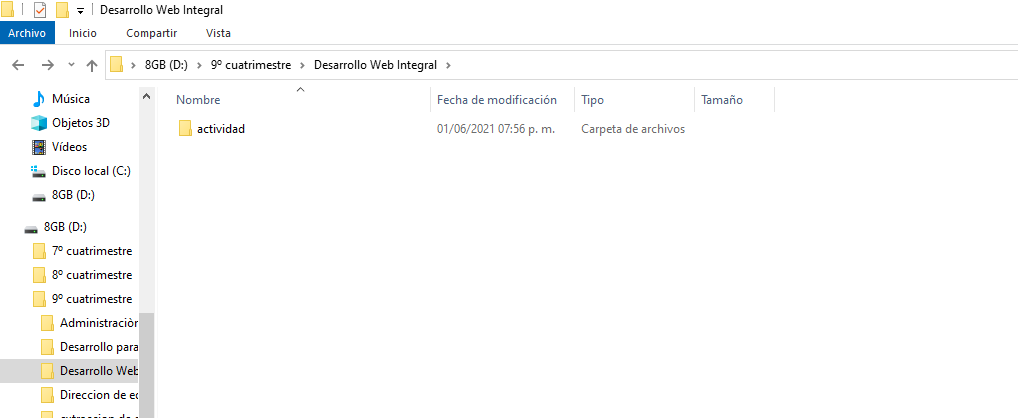 Desarrollo Web Integral
Archivo Inicio Compartir Vista
8GB (D:) 9º cuatrimestre Desarrollo Web Integral
Nombre Fecha de modificación Tipo Tamaño
actividad 01/06/2021 07:56 p. m. Carpeta de archivos
Música
Objetos 3D
Vídeos
Disco local (C:)
8GB (D:)
8GB (D:)
7º cuatrimestre
8º cuatrimestre
9º cuatrimestre
Administraciòn
Desarrollo para
Desarrollo Web
Direccion de